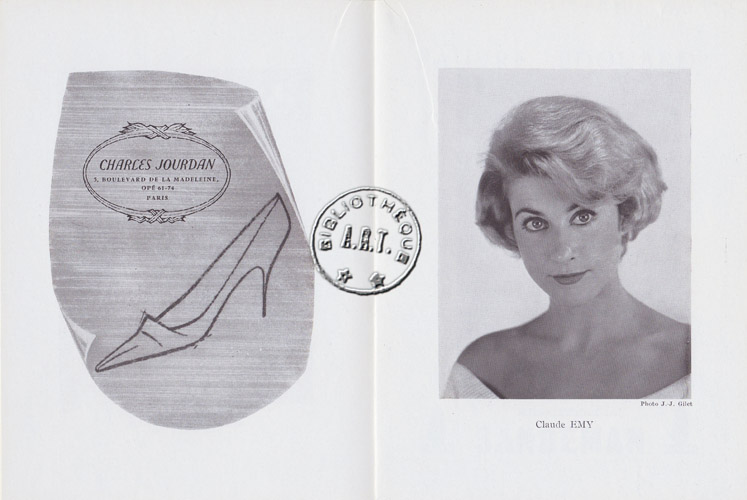 CHARLES JOURDAN
5, BOULEVARD DE LA MADELEINE,
OPÉ 61-74
PARIS
BIBLIOTHÈQUE
A.R.T.
Photo J.-J. Gilet
Claude EMY